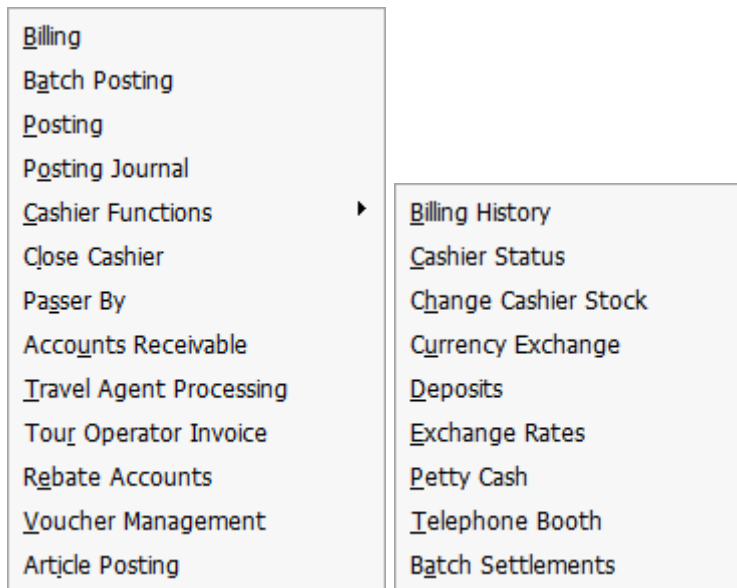 Billing
Batch Posting
Posting
Posting Journal
Cashier Functions
Close Cashier
Passer By
Accounts Receivable
Travel Agent Processing
Tour Operator Invoice
Rebate Accounts
Voucher Management
Article Posting
Billing History
Cashier Status
Change Cashier Stock
Currency Exchange
Deposits
Exchange Rates
Petty Cash
Telephone Booth
Batch Settlements